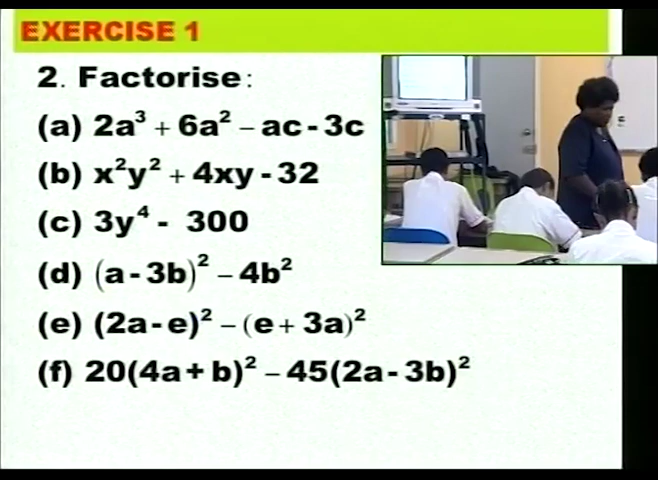 EXERCISE 1
2. Factorise:
(a) 2a³ + 6a² – ac - 3c
(b) x²y² + 4xy - 32
(c) 3y⁴ - 300
(d) (a - 3b)² – 4b²
(e) (2a - e)² – (e + 3a)²
(f) 20(4a + b)² – 45(2a - 3b)²